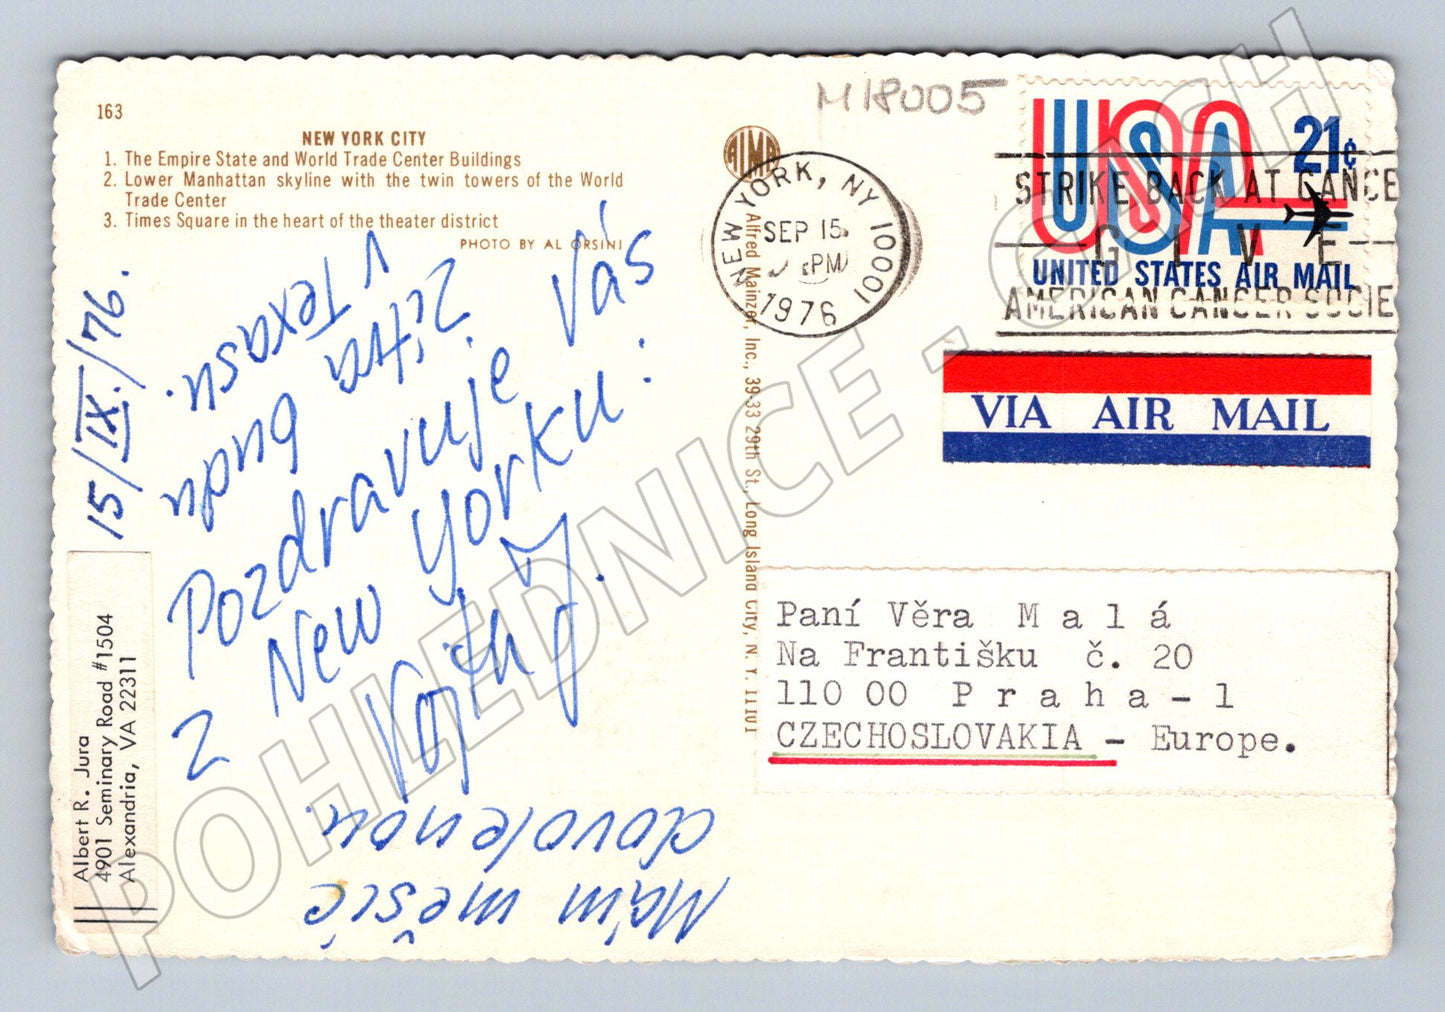 163
NEW YORK CITY
1. The Empire State and World Trade Center Buildings
2. Lower Manhattan skyline with the twin towers of the World
Trade Center
3. Times Square in the heart of the theater district
PHOTO BY AL ORSINI
15/IX./76.
Pozdravuje Vás
z New Yorku:
Vojtěch J.
Mám měsíc
dovolenou.
Zítra budu
v Texasu.
Albert R. Jura
4901 Seminary Road #1504
Alexandria, VA 22311
AIMA
Alfred Mainzer, Inc., 39-33 29th St., Long Island City, N. Y. 11101
M18005
NEW YORK, NY 10001
SEP 15
PM
1976
USA 21¢
UNITED STATES AIR MAIL
STRIKE BACK AT CANCE
GIVE
AMERICAN CANCER SOCIE
VIA AIR MAIL
Paní Věra M a l á
Na Františku č. 20
110 00 P r a h a - 1
CZECHOSLOVAKIA - Europe.
POHLEDNICE - CASH